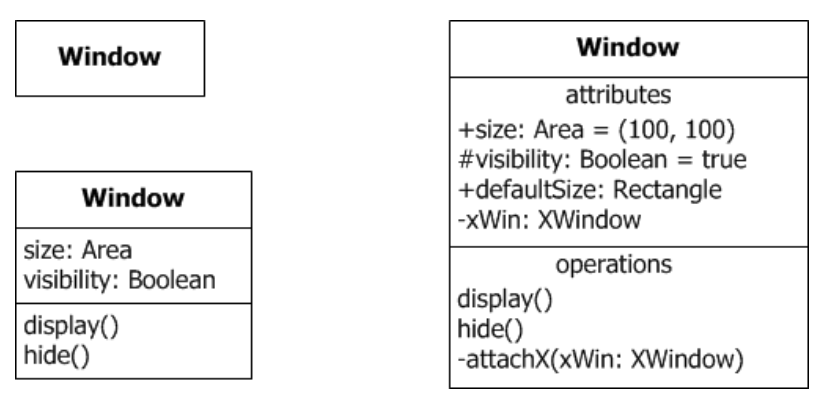 Window
Window
size: Area
visibility: Boolean
display()
hide()
Window
attributes
+size: Area = (100, 100)
#visibility: Boolean = true
+defaultSize: Rectangle
-xWin: XWindow
operations
display()
hide()
-attachX(xWin: XWindow)